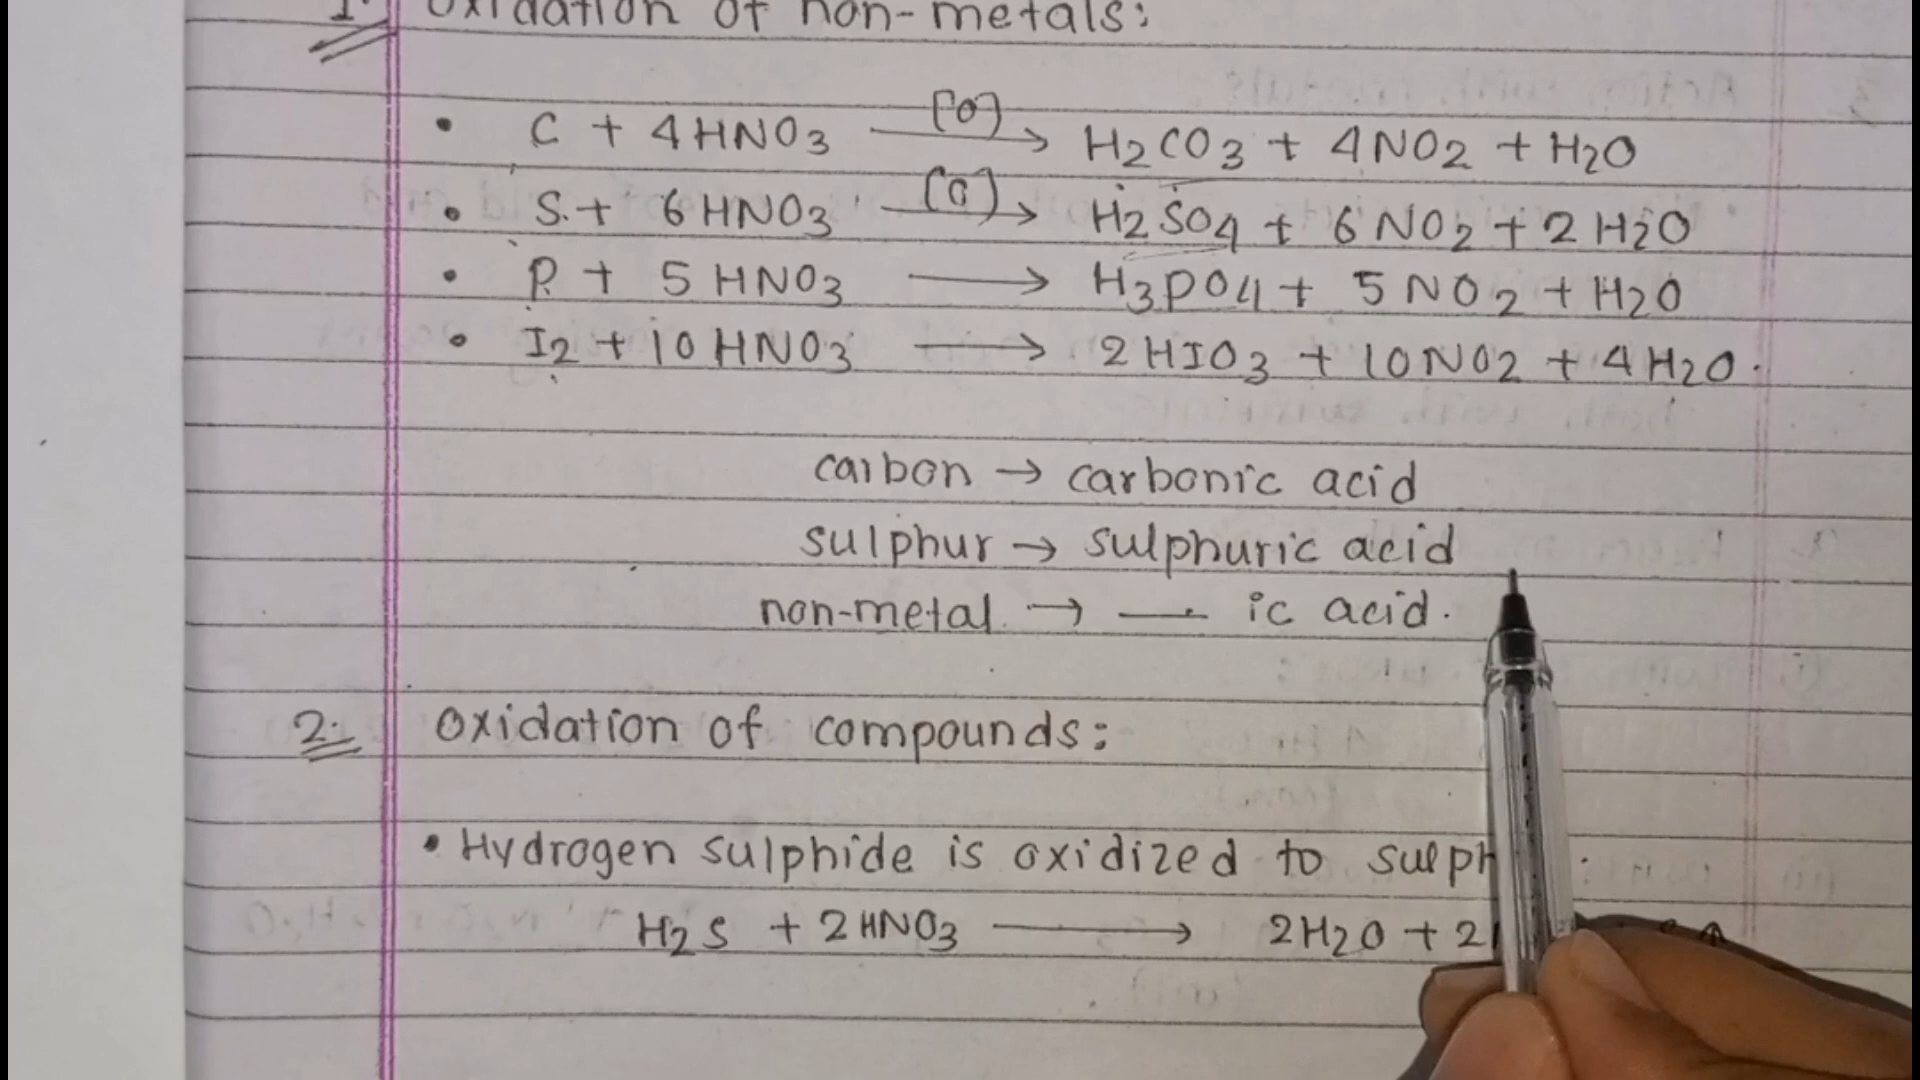 1. Oxidation of non-metals:
• C + 4HNO3 —[O]→ H2CO3 + 4NO2 + H2O
• S + 6HNO3 —[O]→ H2SO4 + 6NO2 + 2H2O
• P + 5HNO3 → H3PO4 + 5NO2 + H2O
• I2 + 10HNO3 → 2HIO3 + 10NO2 + 4H2O.
carbon → carbonic acid
sulphur → sulphuric acid
non-metal → — ic acid.
2. Oxidation of compounds:
• Hydrogen sulphide is oxidized to
H2S + 2HNO3 → 2H2O + 2